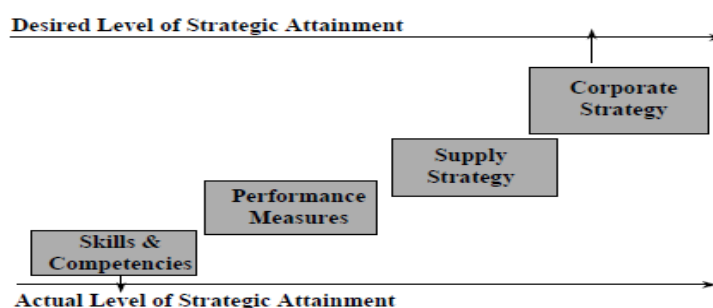 Desired Level of Strategic Attainment
Corporate
Strategy
Supply
Strategy
Performance
Measures
Skills &
Competencies
Actual Level of Strategic Attainment